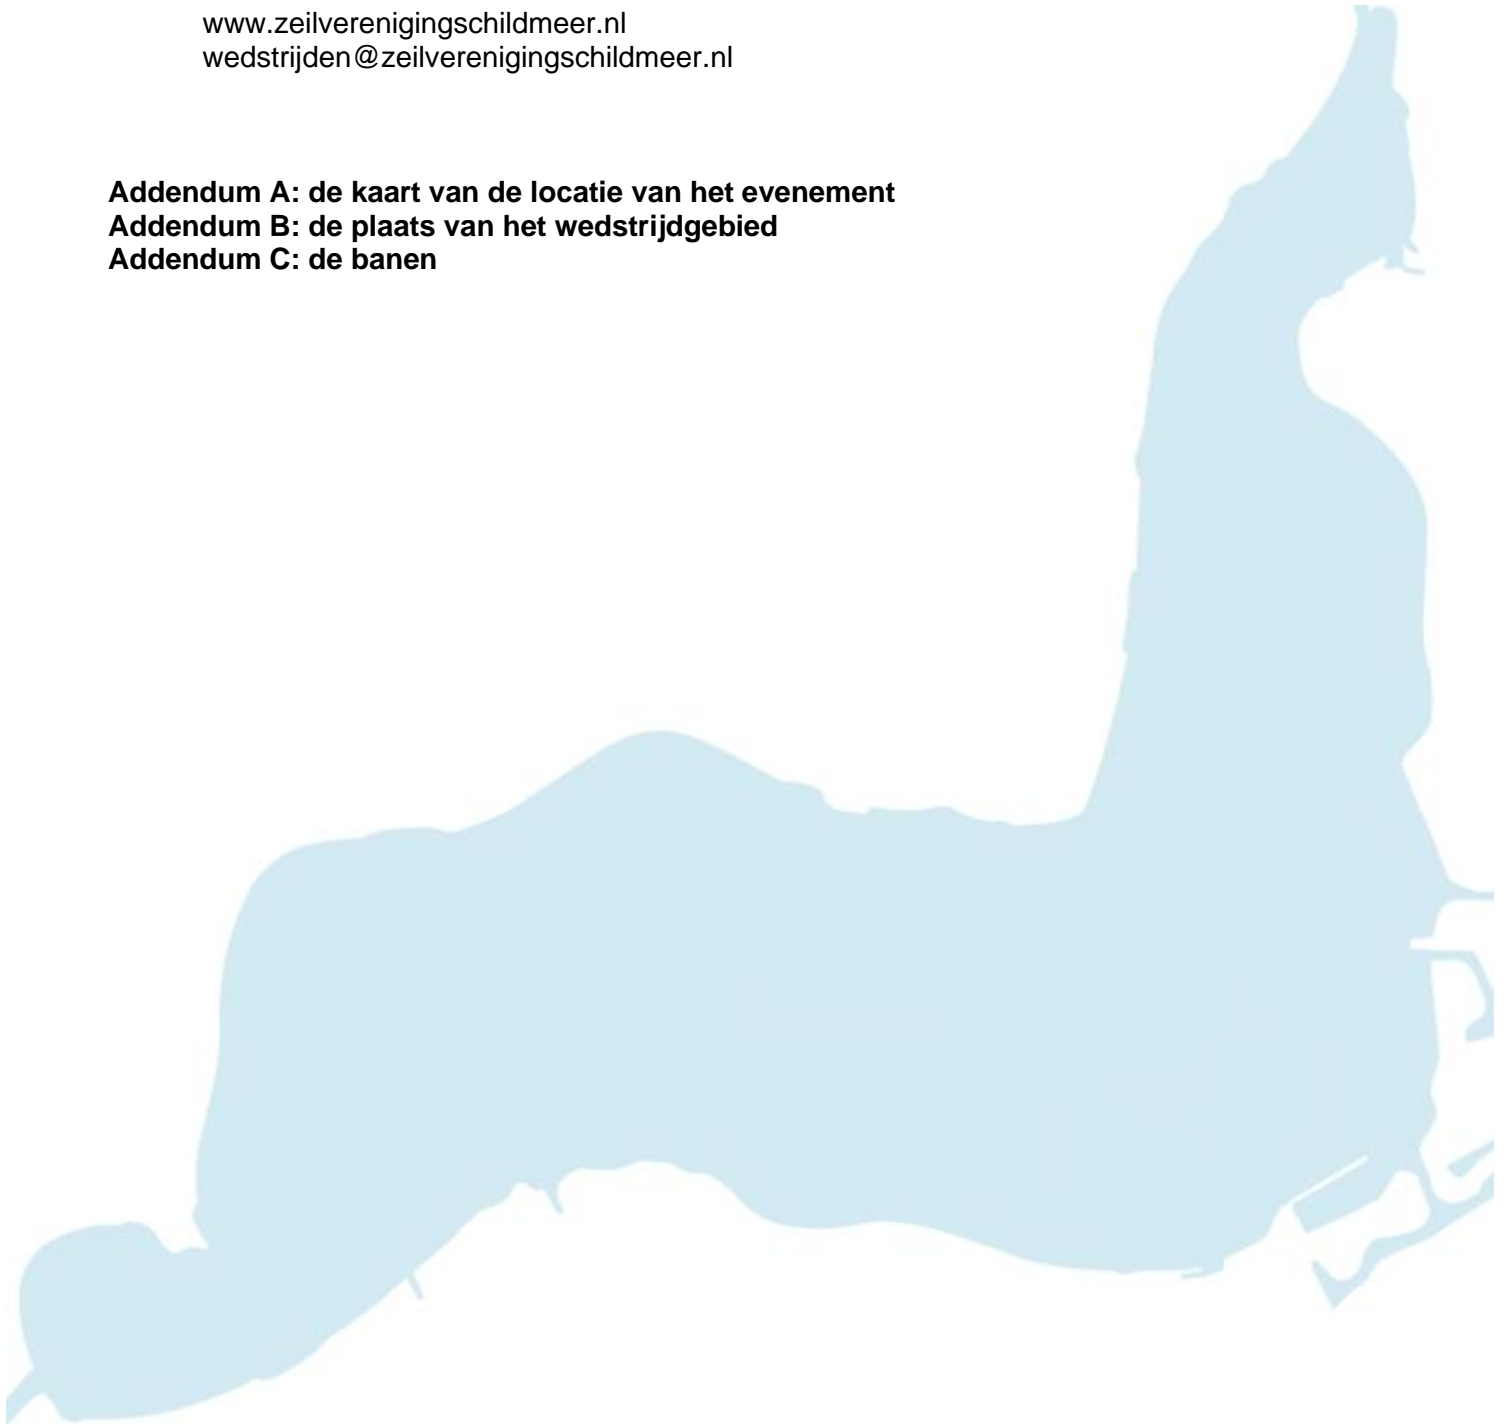 www.zeilverenigingschildmeer.nl
wedstrijden@zeilverenigingschildmeer.nl
Addendum A: de kaart van de locatie van het evenement
Addendum B: de plaats van het wedstrijdgebied
Addendum C: de banen